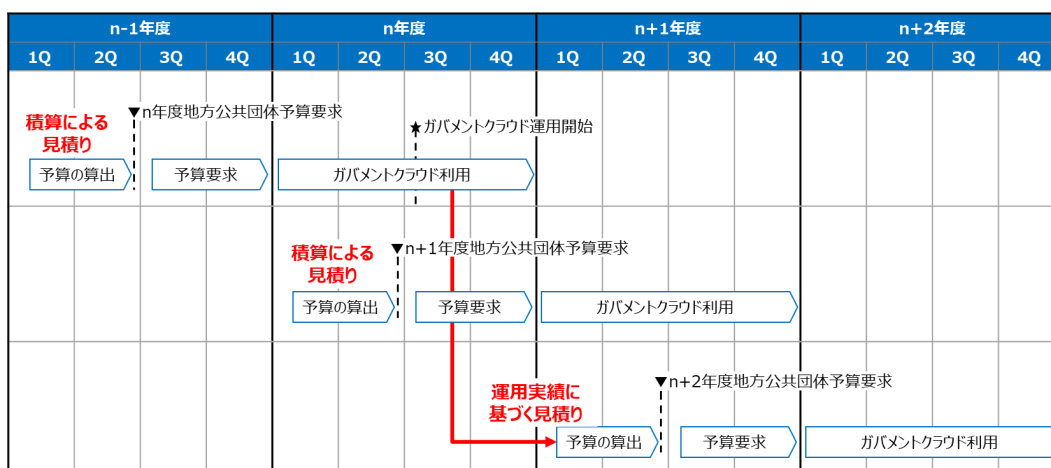 n-1年度 n年度 n+1年度 n+2年度
1Q 2Q 3Q 4Q 1Q 2Q 3Q 4Q 1Q 2Q 3Q 4Q 1Q 2Q 3Q 4Q
▼n年度地方公共団体予算要求
積算による
見積り
★ガバメントクラウド運用開始
予算の算出 予算要求 ガバメントクラウド利用
▼n+1年度地方公共団体予算要求
積算による
見積り
予算の算出 予算要求 ガバメントクラウド利用
▼n+2年度地方公共団体予算要求
運用実績に
基づく見積り
予算の算出 予算要求 ガバメントクラウド利用